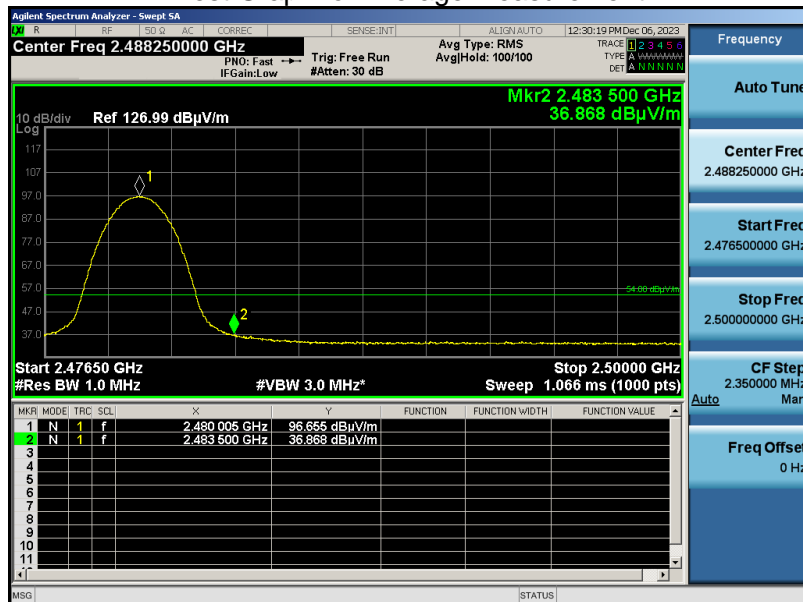 Agilent Spectrum Analyzer - Swept SA
LXI R RF 50 Ω AC CORREC SENSE:INT ALIGN AUTO 12:30:19 PM Dec 06, 2023
Center Freq 2.488250000 GHz
PNO: Fast
IFGain:Low
Trig: Free Run
#Atten: 30 dB
Avg Type: RMS
Avg|Hold: 100/100
TRACE 1 2 3 4 5 6
TYPE A
DET A N N N N N
Mkr2 2.483 500 GHz
36.868 dBµV/m
10 dB/div Ref 126.99 dBµV/m
Log
117
107
97.0
87.0
77.0
67.0
57.0
47.0
37.0
1
2
54.00 dBµV/m
Start 2.47650 GHz Stop 2.50000 GHz
#Res BW 1.0 MHz #VBW 3.0 MHz* Sweep 1.066 ms (1000 pts)
MKR MODE TRC SCL X Y FUNCTION FUNCTION WIDTH FUNCTION VALUE
1 N 1 f 2.480 005 GHz 96.655 dBµV/m
2 N 1 f 2.483 500 GHz 36.868 dBµV/m
3
4
5
6
7
8
9
10
11
MSG STATUS
Frequency
Auto Tune
Center Freq
2.488250000 GHz
Start Freq
2.476500000 GHz
Stop Freq
2.500000000 GHz
CF Step
2.350000 MHz
Auto Man
Freq Offset
0 Hz